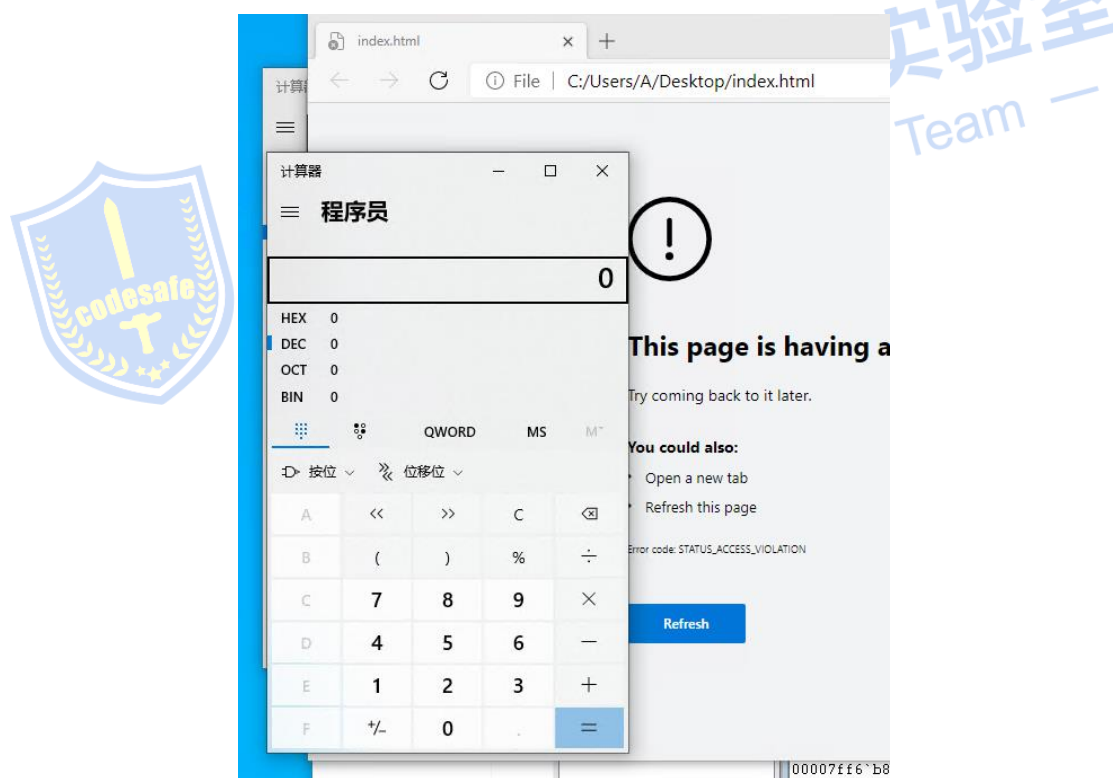 实验室
Team —
index.html
计算
File | C:/Users/A/Desktop/index.html
计算器
程序员
0
HEX 0
DEC 0
OCT 0
BIN 0
QWORD MS M˅
按位 位移位
A << >> C
B ( ) % ÷
C 7 8 9 ×
D 4 5 6 −
E 1 2 3 +
F +/− 0 . =
codesafe
This page is having a
Try coming back to it later.
You could also:
• Open a new tab
• Refresh this page
Error code: STATUS_ACCESS_VIOLATION
Refresh
00007ff6`b8